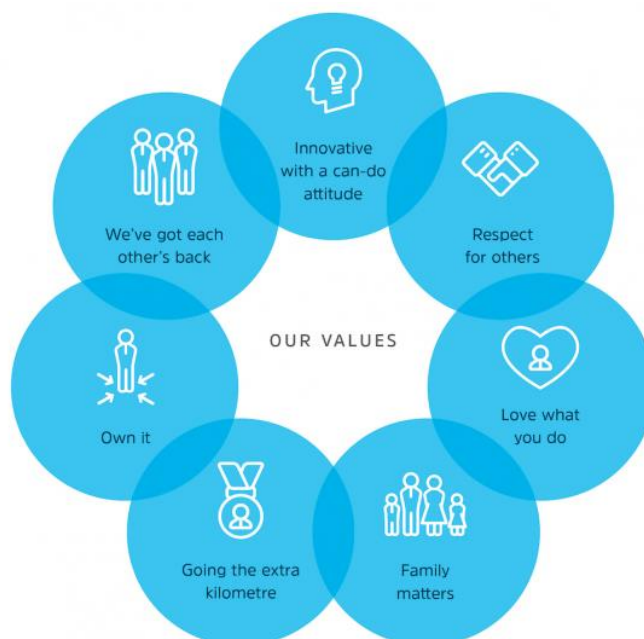 Innovative
with a can-do
attitude
We've got each
other's back
Respect
for others
OUR VALUES
Own it
Love what
you do
Going the extra
kilometre
Family
matters